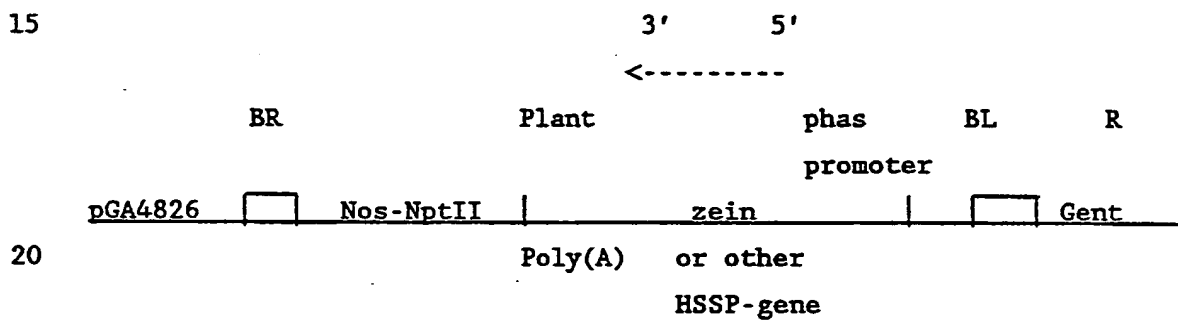 15 3' 5'
<---------
BR Plant phas BL R
promoter
pGA4826 Nos-NptII zein Gent
20 Poly(A) or other
HSSP-gene